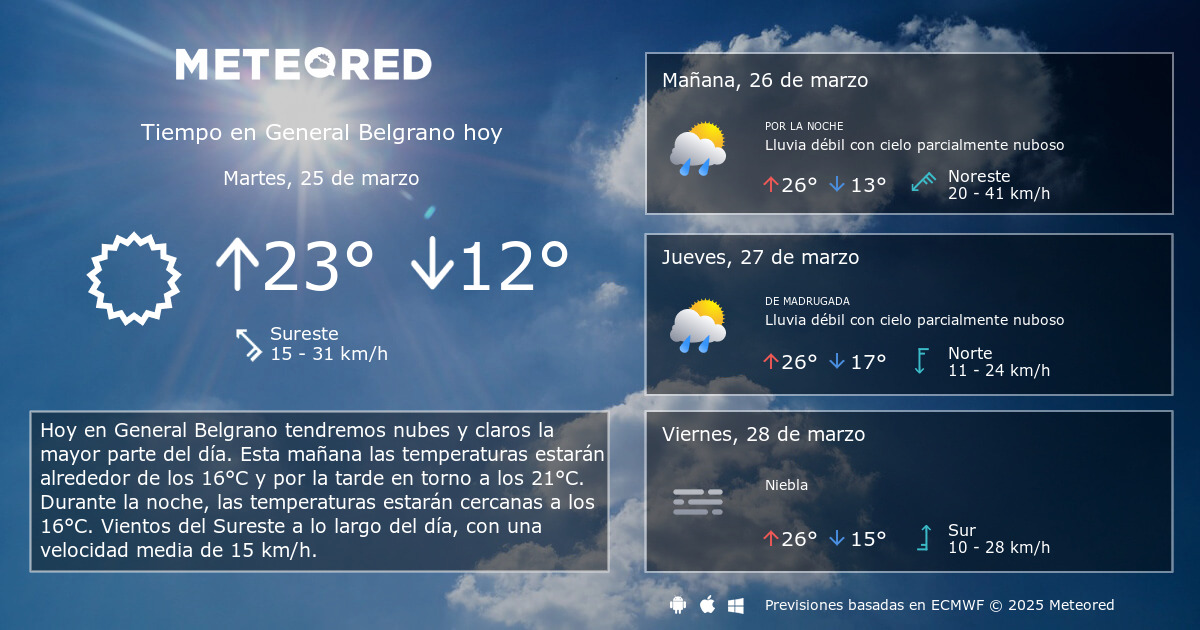 METEORED
Tiempo en General Belgrano hoy
Martes, 25 de marzo
23° 12°
Sureste
15 - 31 km/h
Hoy en General Belgrano tendremos nubes y claros la
mayor parte del día. Esta mañana las temperaturas estarán
alrededor de los 16°C y por la tarde en torno a los 21°C.
Durante la noche, las temperaturas estarán cercanas a los
16°C. Vientos del Sureste a lo largo del día, con una
velocidad media de 15 km/h.
Mañana, 26 de marzo
POR LA NOCHE
Lluvia débil con cielo parcialmente nuboso
26° 13°
Noreste
20 - 41 km/h
Jueves, 27 de marzo
DE MADRUGADA
Lluvia débil con cielo parcialmente nuboso
26° 17°
Norte
11 - 24 km/h
Viernes, 28 de marzo
Niebla
26° 15°
Sur
10 - 28 km/h
Previsiones basadas en ECMWF © 2025 Meteored